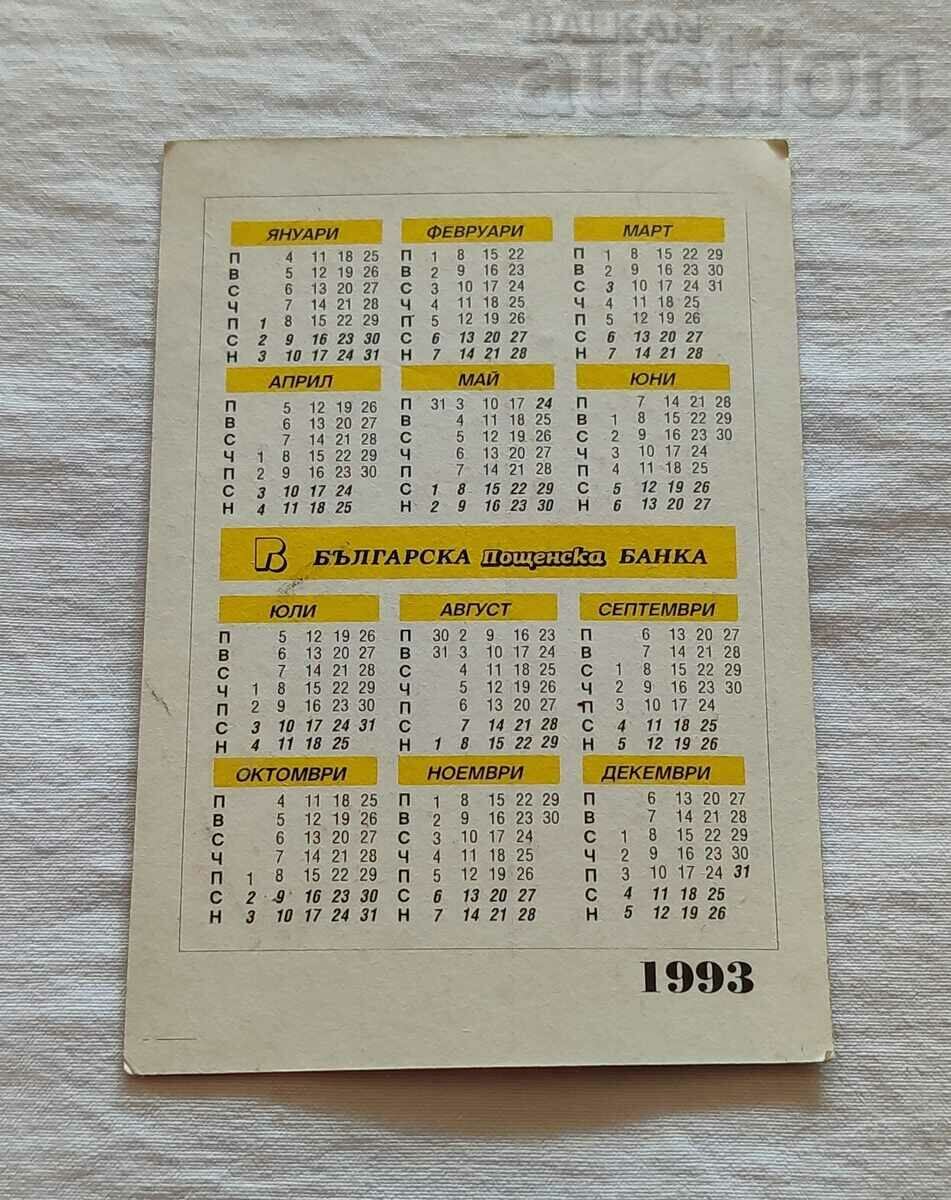 BALKAN
auction
ЯНУАРИ ФЕВРУАРИ МАРТ
П 4 11 18 25 П 1 8 15 22 П 1 8 15 22 29
В 5 12 19 26 В 2 9 16 23 В 2 9 16 23 30
С 6 13 20 27 С 3 10 17 24 С 3 10 17 24 31
Ч 7 14 21 28 Ч 4 11 18 25 Ч 4 11 18 25
П 1 8 15 22 29 П 5 12 19 26 П 5 12 19 26
С 2 9 16 23 30 С 6 13 20 27 С 6 13 20 27
Н 3 10 17 24 31 Н 7 14 21 28 Н 7 14 21 28
АПРИЛ МАЙ ЮНИ
П 5 12 19 26 П 31 3 10 17 24 П 7 14 21 28
В 6 13 20 27 В 4 11 18 25 В 1 8 15 22 29
С 7 14 21 28 С 5 12 19 26 С 2 9 16 23 30
Ч 1 8 15 22 29 Ч 6 13 20 27 Ч 3 10 17 24
П 2 9 16 23 30 П 7 14 21 28 П 4 11 18 25
С 3 10 17 24 С 1 8 15 22 29 С 5 12 19 26
Н 4 11 18 25 Н 2 9 16 23 30 Н 6 13 20 27
БЪЛГАРСКА Пощенска БАНКА
ЮЛИ АВГУСТ СЕПТЕМВРИ
П 5 12 19 26 П 30 2 9 16 23 П 6 13 20 27
В 6 13 20 27 В 31 3 10 17 24 В 7 14 21 28
С 7 14 21 28 С 4 11 18 25 С 1 8 15 22 29
Ч 1 8 15 22 29 Ч 5 12 19 26 Ч 2 9 16 23 30
П 2 9 16 23 30 П 6 13 20 27 П 3 10 17 24
С 3 10 17 24 31 С 7 14 21 28 С 4 11 18 25
Н 4 11 18 25 Н 1 8 15 22 29 Н 5 12 19 26
ОКТОМВРИ НОЕМВРИ ДЕКЕМВРИ
П 4 11 18 25 П 1 8 15 22 29 П 6 13 20 27
В 5 12 19 26 В 2 9 16 23 30 В 7 14 21 28
С 6 13 20 27 С 3 10 17 24 С 1 8 15 22 29
Ч 7 14 21 28 Ч 4 11 18 25 Ч 2 9 16 23 30
П 1 8 15 22 29 П 5 12 19 26 П 3 10 17 24 31
С 2 9 16 23 30 С 6 13 20 27 С 4 11 18 25
Н 3 10 17 24 31 Н 7 14 21 28 Н 5 12 19 26
1993